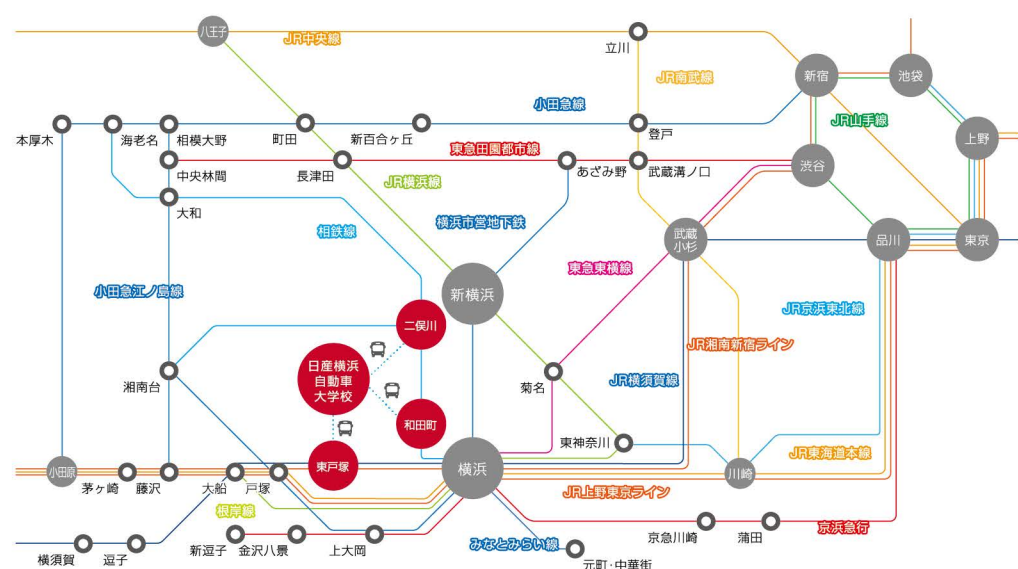 八王子
JR中央線
立川
新宿
池袋
JR南武線
小田急線
本厚木
海老名
相模大野
町田
新百合ヶ丘
登戸
JR山手線
上野
東急田園都市線
中央林間
長津田
あざみ野
武蔵溝ノ口
渋谷
JR横浜線
大和
相鉄線
横浜市営地下鉄
武蔵
小杉
品川
東京
東急東横線
小田急江ノ島線
新横浜
JR京浜東北線
二俣川
JR湘南新宿ライン
日産横浜
自動車
大学校
湘南台
菊名
JR横須賀線
和田町
東神奈川
JR東海道本線
小田原
茅ヶ崎
藤沢
大船
戸塚
東戸塚
横浜
川崎
JR上野東京ライン
根岸線
京浜急行
横須賀
逗子
新逗子
金沢八景
上大岡
みなとみらい線
京急川崎
蒲田
元町・中華街